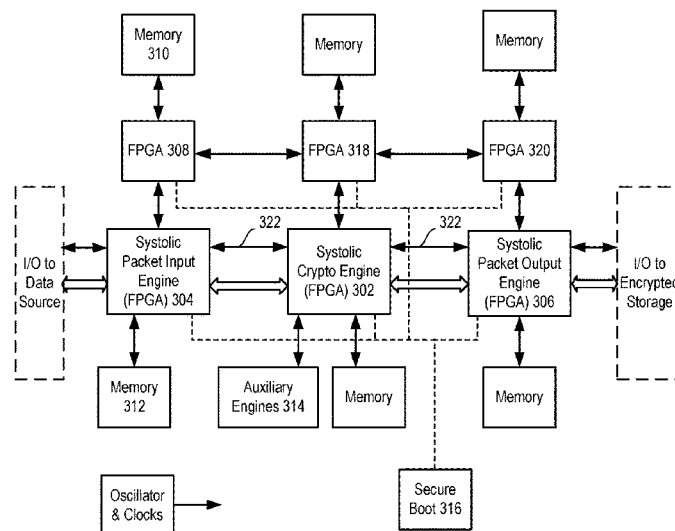 Memory
310
Memory
Memory
FPGA 308
FPGA 318
FPGA 320
322
322
I/O to
Data
Source
Systolic
Packet Input
Engine
(FPGA) 304
Systolic
Crypto Engine
(FPGA) 302
Systolic
Packet Output
Engine
(FPGA) 306
I/O to
Encrypted
Storage
Memory
312
Auxiliary
Engines 314
Memory
Memory
Osciliator
& Clocks
Secure
Boot 316